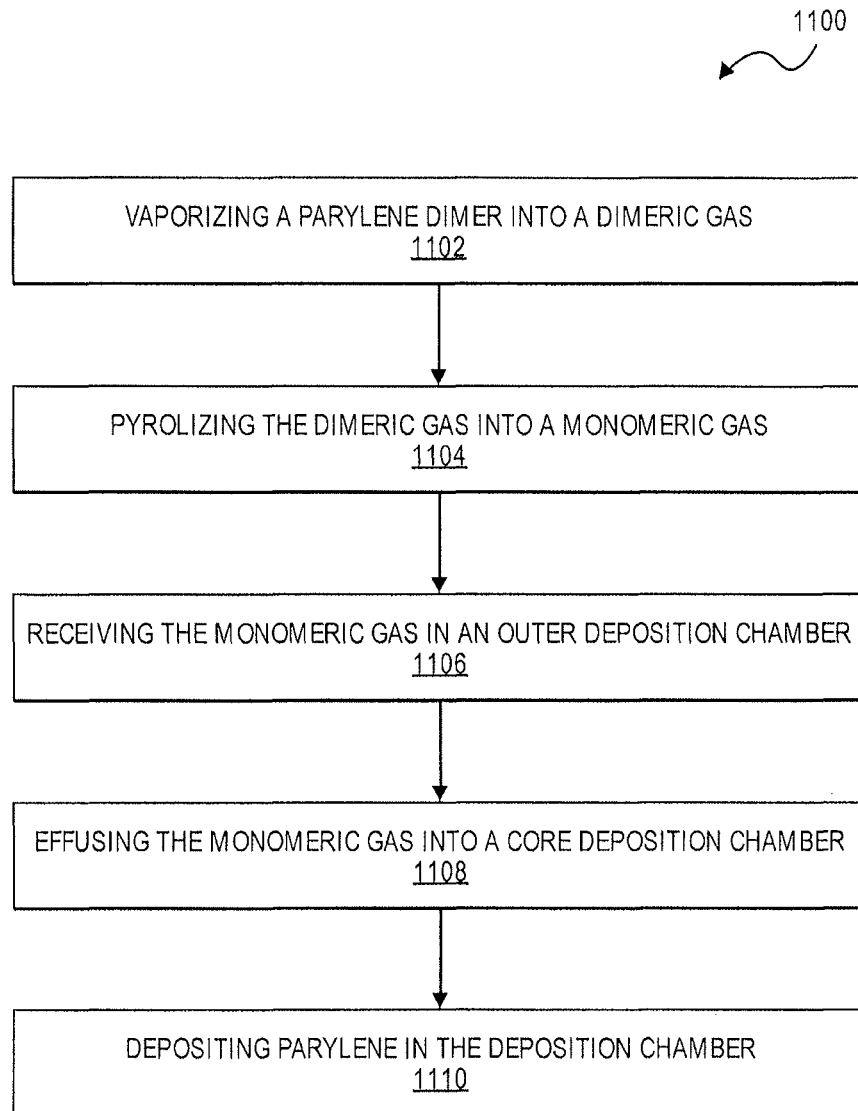 1100
VAPORIZING A PARYLENE DIMER INTO A DIMERIC GAS
1102
PYROLIZING THE DIMERIC GAS INTO A MONOMERIC GAS
1104
RECEIVING THE MONOMERIC GAS IN AN OUTER DEPOSITION CHAMBER
1106
EFFUSING THE MONOMERIC GAS INTO A CORE DEPOSITION CHAMBER
1108
DEPOSITING PARYLENE IN THE DEPOSITION CHAMBER
1110